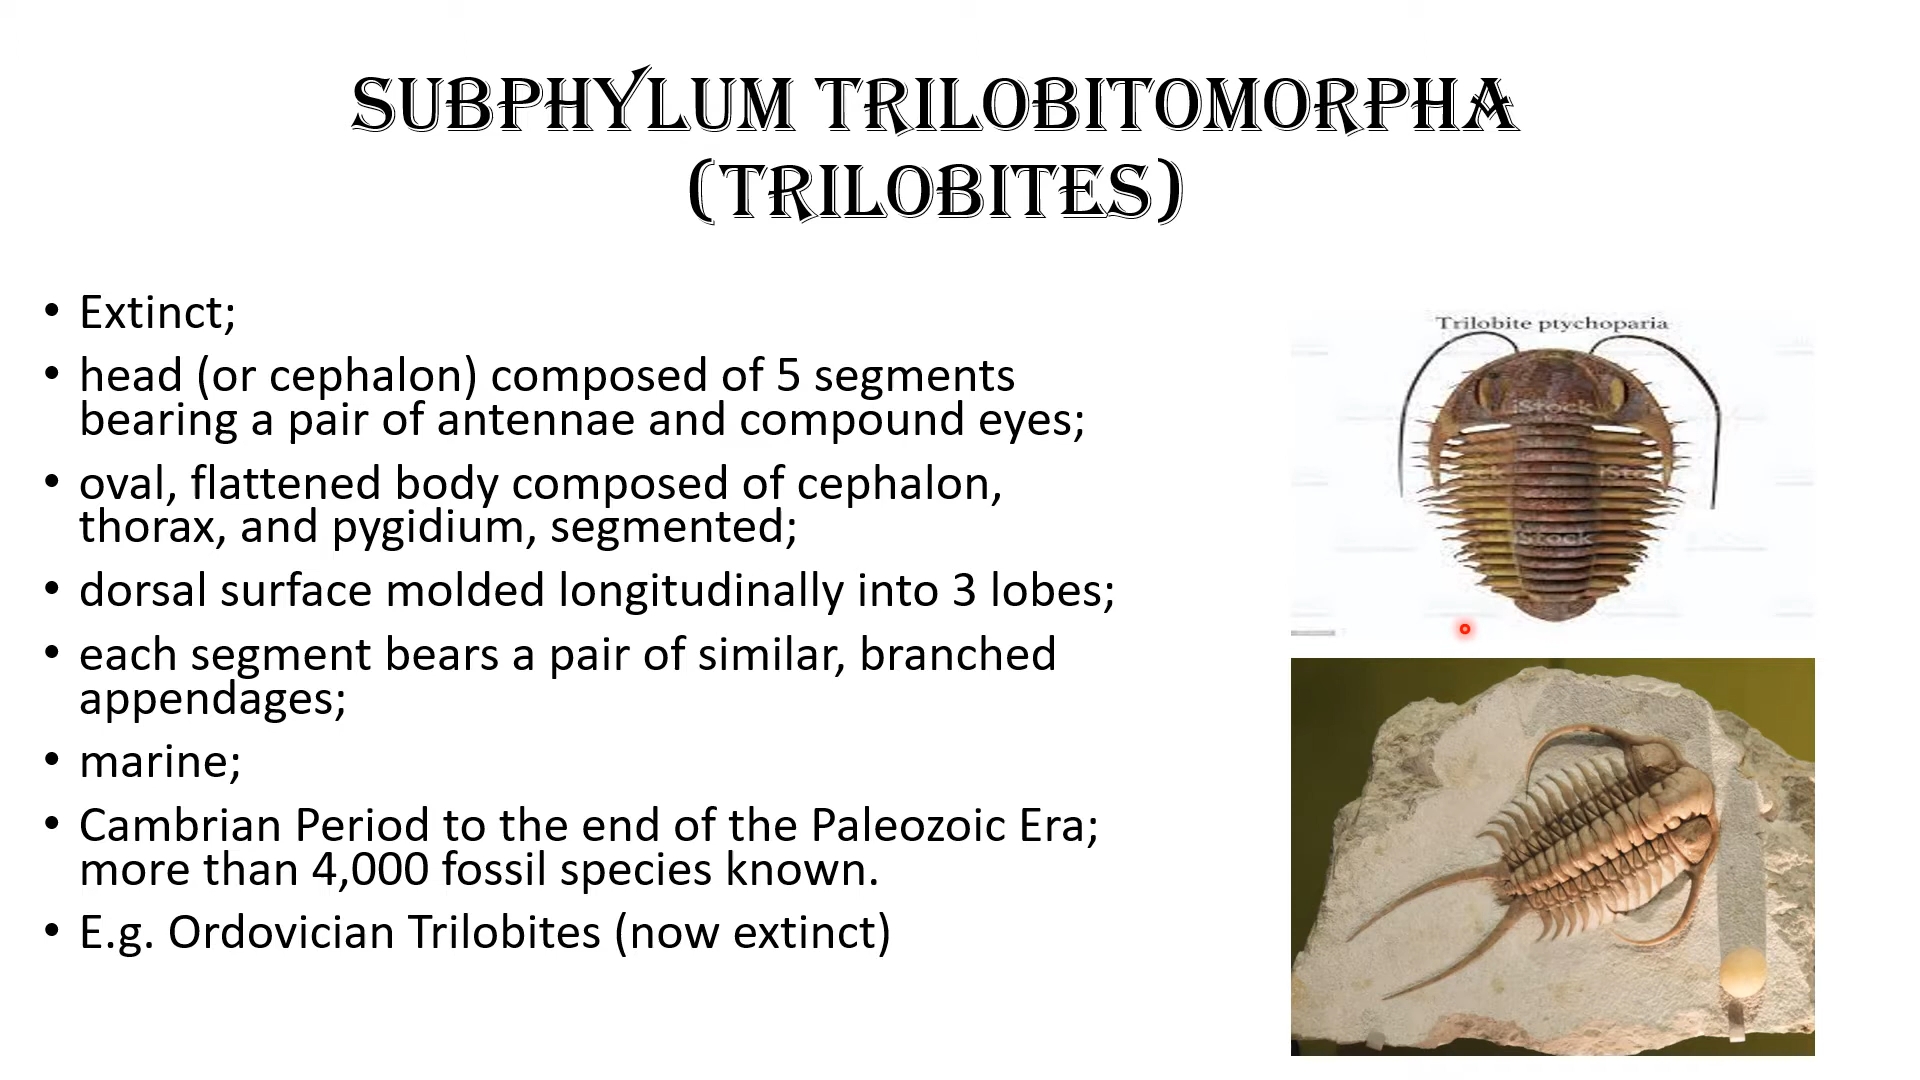 SUBPHYLUM TRILOBITOMORPHA
(TRILOBITES)
• Extinct;
• head (or cephalon) composed of 5 segments
bearing a pair of antennae and compound eyes;
• oval, flattened body composed of cephalon,
thorax, and pygidium, segmented;
• dorsal surface molded longitudinally into 3 lobes;
• each segment bears a pair of similar, branched
appendages;
• marine;
• Cambrian Period to the end of the Paleozoic Era;
more than 4,000 fossil species known.
• E.g. Ordovician Trilobites (now extinct)
Trilobite ptychoparia
iStock
iStock